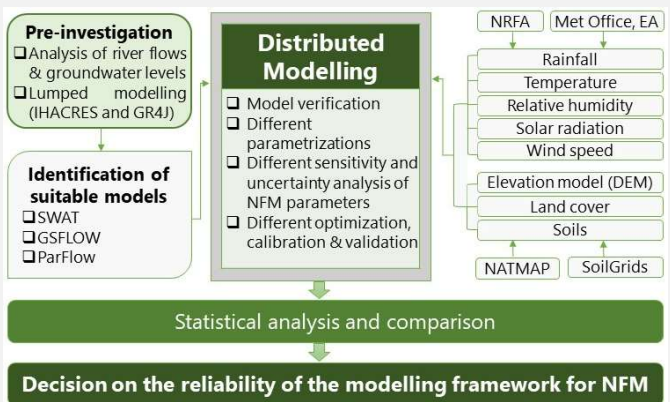 Pre-investigation
❑Analysis of river flows
& groundwater levels
❑Lumped modelling
(IHACRES and GR4J)
Identification of
suitable models
❑SWAT
❑GSFLOW
❑ParFlow
Distributed
Modelling
❑ Model verification
❑ Different
parametrizations
❑ Different sensitivity and
uncertainty analysis of
NFM parameters
❑ Different optimization,
calibration & validation
NRFA
Met Office, EA
Rainfall
Temperature
Relative humidity
Solar radiation
Wind speed
Elevation model (DEM)
Land cover
Soils
NATMAP
SoilGrids
Statistical analysis and comparison
Decision on the reliability of the modelling framework for NFM